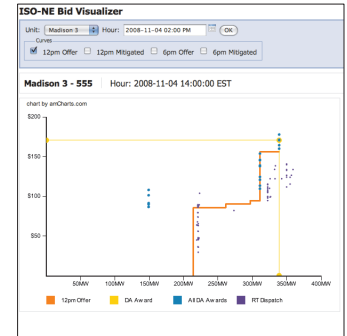 ISO-NE Bid Visualizer
Unit: Madison 3 Hour: 2008-11-04 02:00 PM OK
Curves
12pm Offer 12pm Mitigated 6pm Offer 6pm Mitigated
Madison 3 - 555 Hour: 2008-11-04 14:00:00 EST
chart by amCharts.com
$200
$150
$100
$50
50MW 100MW 150MW 200MW 250MW 300MW 350MW 400MW
12pm Offer DA Award All DA Awards RT Dispatch